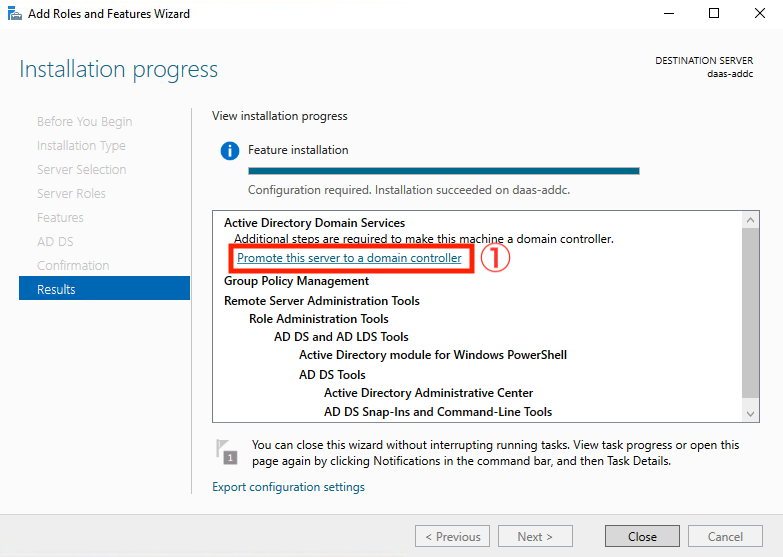 Add Roles and Features Wizard
Installation progress
DESTINATION SERVER
daas-addc
Before You Begin
Installation Type
Server Selection
Server Roles
Features
AD DS
Confirmation
Results
View installation progress
Feature installation
Configuration required. Installation succeeded on daas-addc.
Active Directory Domain Services
Additional steps are required to make this machine a domain controller.
Promote this server to a domain controller ①
Group Policy Management
Remote Server Administration Tools
Role Administration Tools
AD DS and AD LDS Tools
Active Directory module for Windows PowerShell
AD DS Tools
Active Directory Administrative Center
AD DS Snap-Ins and Command-Line Tools
1
You can close this wizard without interrupting running tasks. View task progress or open this
page again by clicking Notifications in the command bar, and then Task Details.
Export configuration settings
< Previous Next > Close Cancel